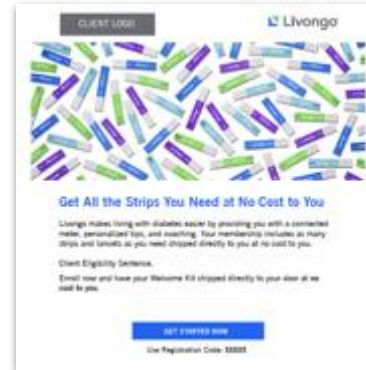 CLIENT LOGO
Livongo
Get All the Strips You Need at No Cost to You
Livongo makes living with diabetes easier by providing you with a connected
meter, personalized tips, and coaching. Your membership includes as many
strips and lancets as you need shipped directly to you at no cost to you.
Client Eligibility Sentence.
Enroll now and have your Welcome Kit shipped directly to your door at no
cost to you.
GET STARTED NOW
Use Registration Code: